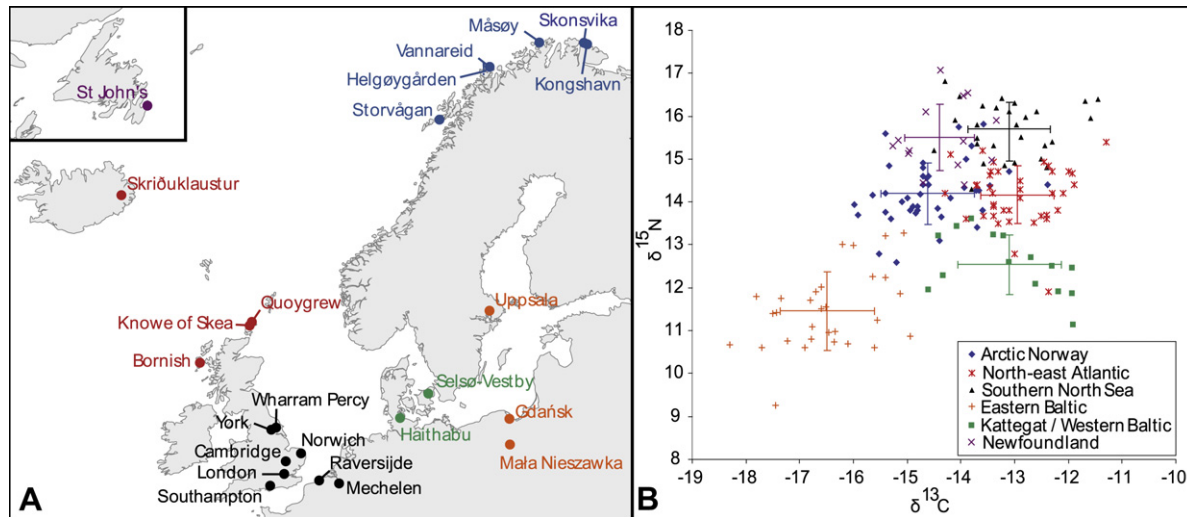 St John's
Måsøy
Skonsvika
Vannareid
Helgøygården
Kongshavn
Storvågan
Skriðuklaustur
Quoygrew
Knowe of Skea
Uppsala
Bornish
Selsø-Vestby
Wharram Percy
York
Gdańsk
Norwich
Haithabu
Cambridge
Raversijde
London
Mała Nieszawka
Southampton
Mechelen
A
18
17
16
15
14
13
12
11
10
9
8
δ15N
-19 -18 -17 -16 -15 -14 -13 -12 -11 -10
δ13C
Arctic Norway
North-east Atlantic
Southern North Sea
Eastern Baltic
Kattegat / Western Baltic
Newfoundland
B